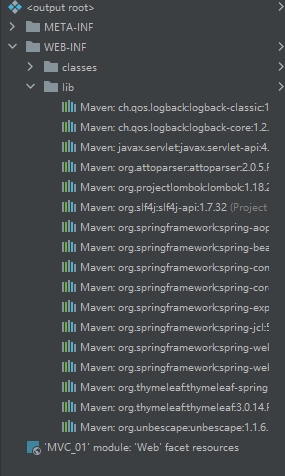 <output root>
META-INF
WEB-INF
classes
lib
Maven: ch.qos.logback:logback-classic:1
Maven: ch.qos.logback:logback-core:1.2.
Maven: javax.servlet:javax.servlet-api:4.
Maven: org.attoparser:attoparser:2.0.5.R
Maven: org.projectlombok:lombok:1.18.2
Maven: org.slf4j:slf4j-api:1.7.32 (Project
Maven: org.springframework:spring-aop
Maven: org.springframework:spring-bea
Maven: org.springframework:spring-con
Maven: org.springframework:spring-cor
Maven: org.springframework:spring-exp
Maven: org.springframework:spring-jcl:5
Maven: org.springframework:spring-wel
Maven: org.springframework:spring-wel
Maven: org.thymeleaf:thymeleaf-spring
Maven: org.thymeleaf:thymeleaf:3.0.14.F
Maven: org.unbescape:unbescape:1.1.6.
'MVC_01' module: 'Web' facet resources